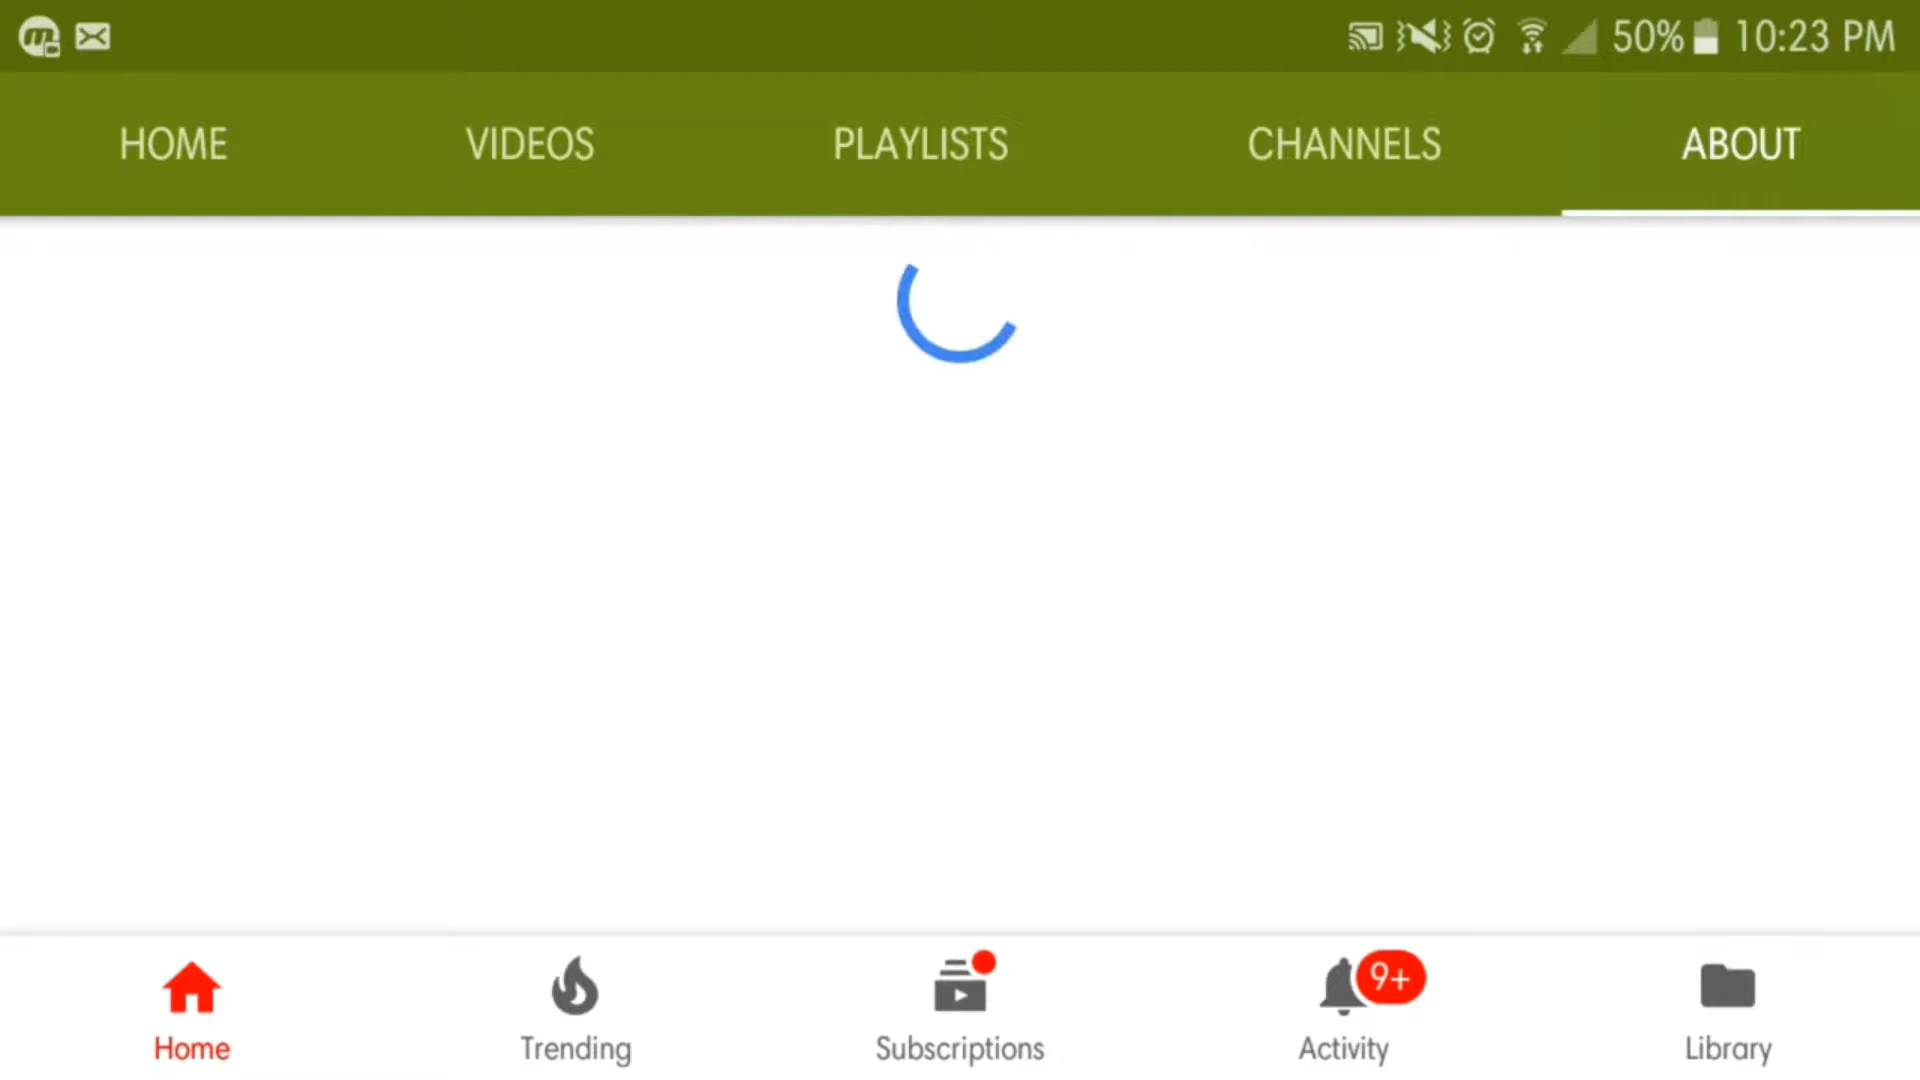 50% 10:23 PM
HOME VIDEOS PLAYLISTS CHANNELS ABOUT
9+
Home Trending Subscriptions Activity Library